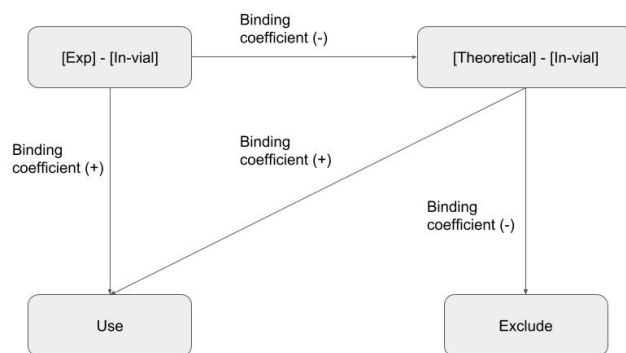 Binding
coefficient (-)
[Exp] - [In-vial]
[Theoretical] - [In-vial]
Binding
coefficient (+)
Binding
coefficient (+)
Binding
coefficient (-)
Use
Exclude